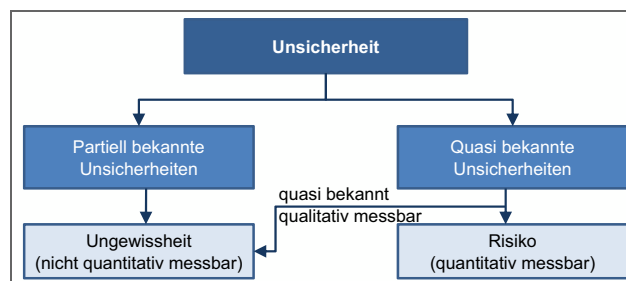 Unsicherheit
Partiell bekannte
Unsicherheiten
Quasi bekannte
Unsicherheiten
quasi bekannt
qualitativ messbar
Ungewissheit
(nicht quantitativ messbar)
Risiko
(quantitativ messbar)